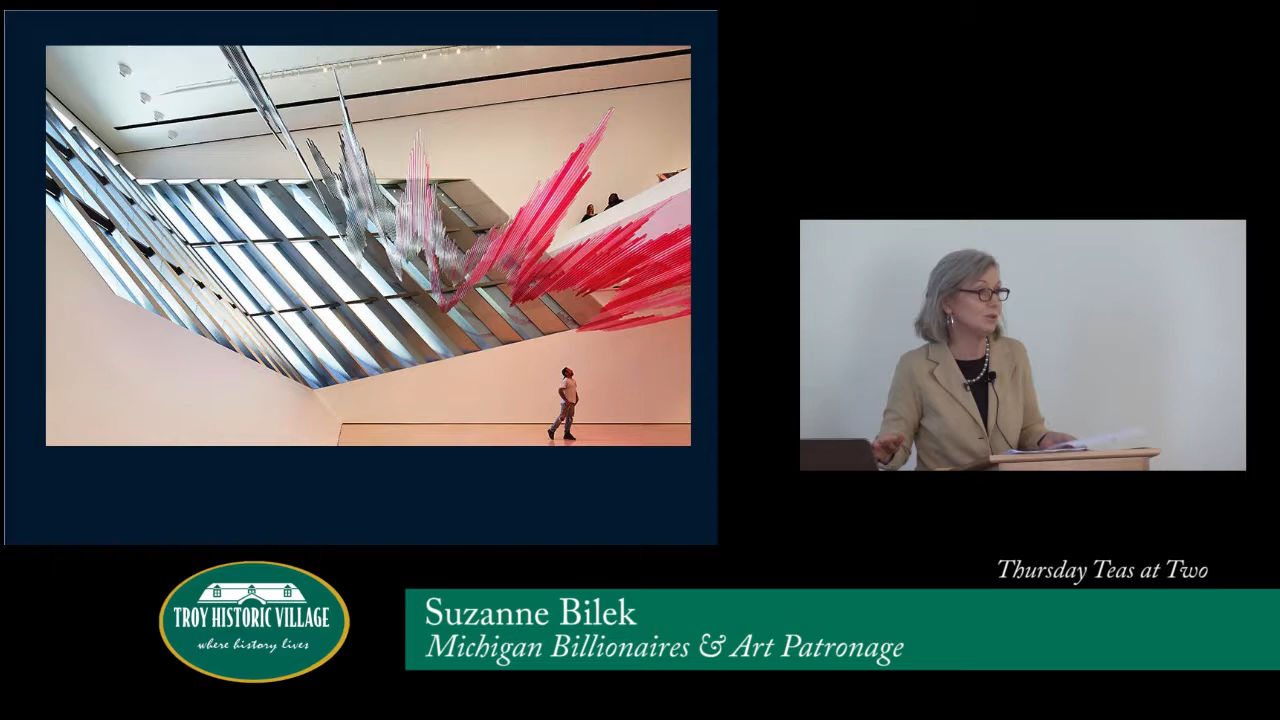 Thursday Teas at Two
TROY HISTORIC VILLAGE
where history lives
Suzanne Bilek
Michigan Billionaires & Art Patronage